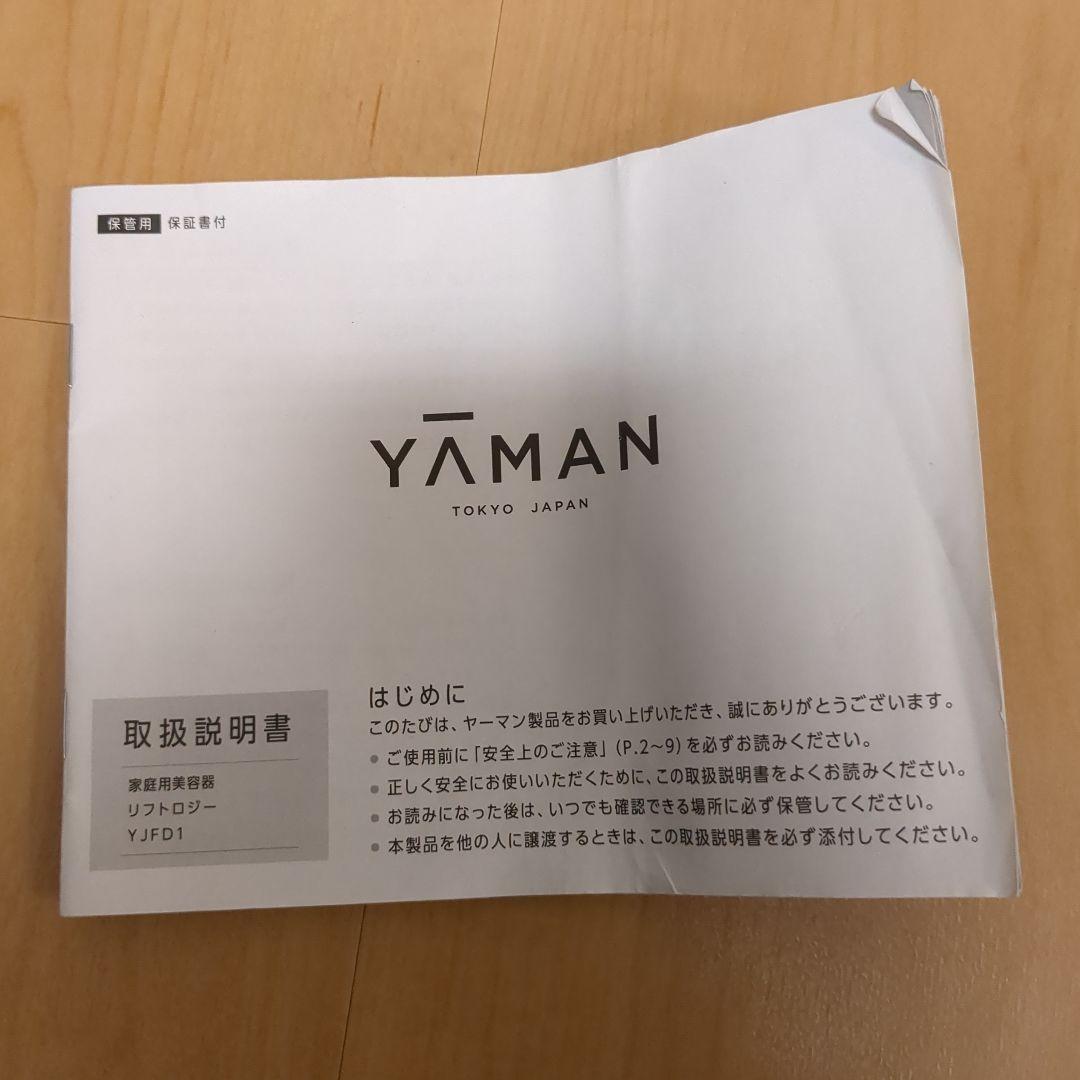 保管用 保証書付
YĀMAN
TOKYO JAPAN
取扱説明書
家庭用美容器
リフトロジー
YJFD1
はじめに
このたびは、ヤーマン製品をお買い上げいただき、誠にありがとうございます。
● ご使用前に「安全上のご注意」(P.2～9)を必ずお読みください。
● 正しく安全にお使いいただくために、この取扱説明書をよくお読みください。
● お読みになった後は、いつでも確認できる場所に必ず保管してください。
● 本製品を他の人に譲渡するときは、この取扱説明書を必ず添付してください。